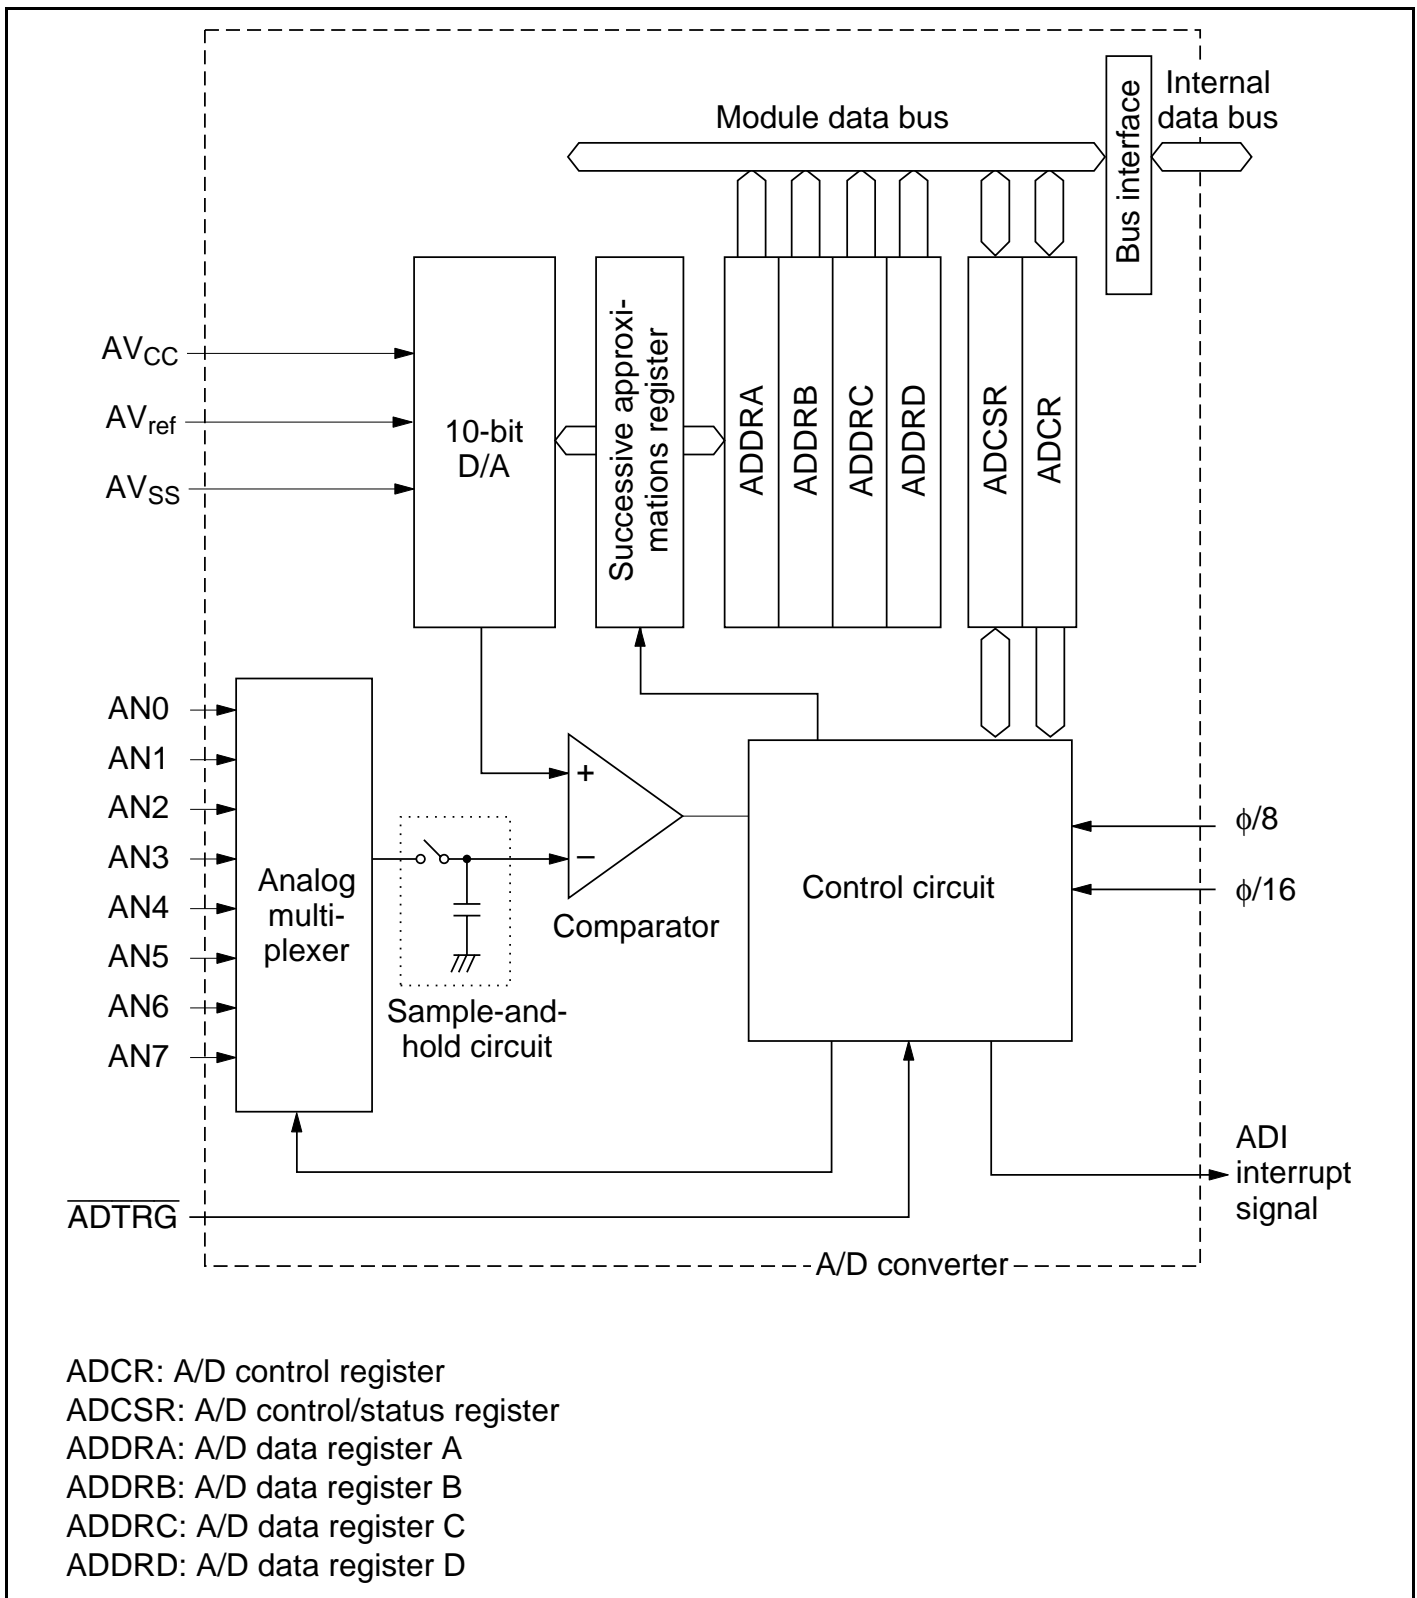 Module data bus
Internal
data bus
Bus interface
AV_CC
AV_ref
AV_SS
10-bit
D/A
Successive approxi-
mations register
ADDRA
ADDRB
ADDRC
ADDRD
ADCSR
ADCR
AN0
AN1
AN2
AN3
AN4
AN5
AN6
AN7
Analog
multi-
plexer
+
−
Comparator
Sample-and-
hold circuit
Control circuit
ϕ/8
ϕ/16
ADI
interrupt
signal
ADTRG
A/D converter
ADCR: A/D control register
ADCSR: A/D control/status register
ADDRA: A/D data register A
ADDRB: A/D data register B
ADDRC: A/D data register C
ADDRD: A/D data register D